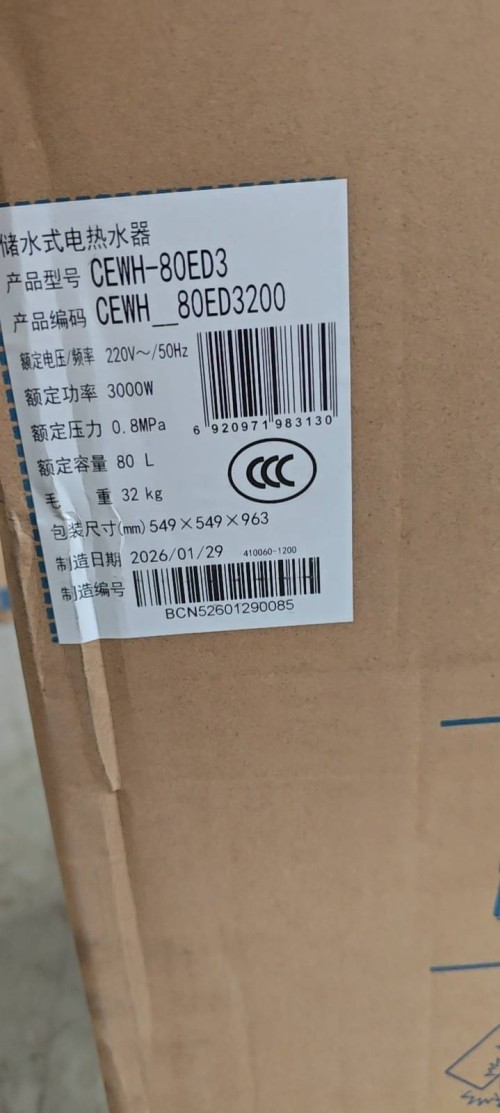 储水式电热水器
产品型号 CEWH-80ED3
产品编码 CEWH__80ED3200
额定电压/频率 220V～/50Hz
额定功率 3000W
额定压力 0.8MPa
6 920971 983130
额定容量 80 L
CCC
毛 重 32 kg
包装尺寸(mm) 549×549×963
制造日期 2026/01/29 410060-1200
制造编号
BCN52601290085